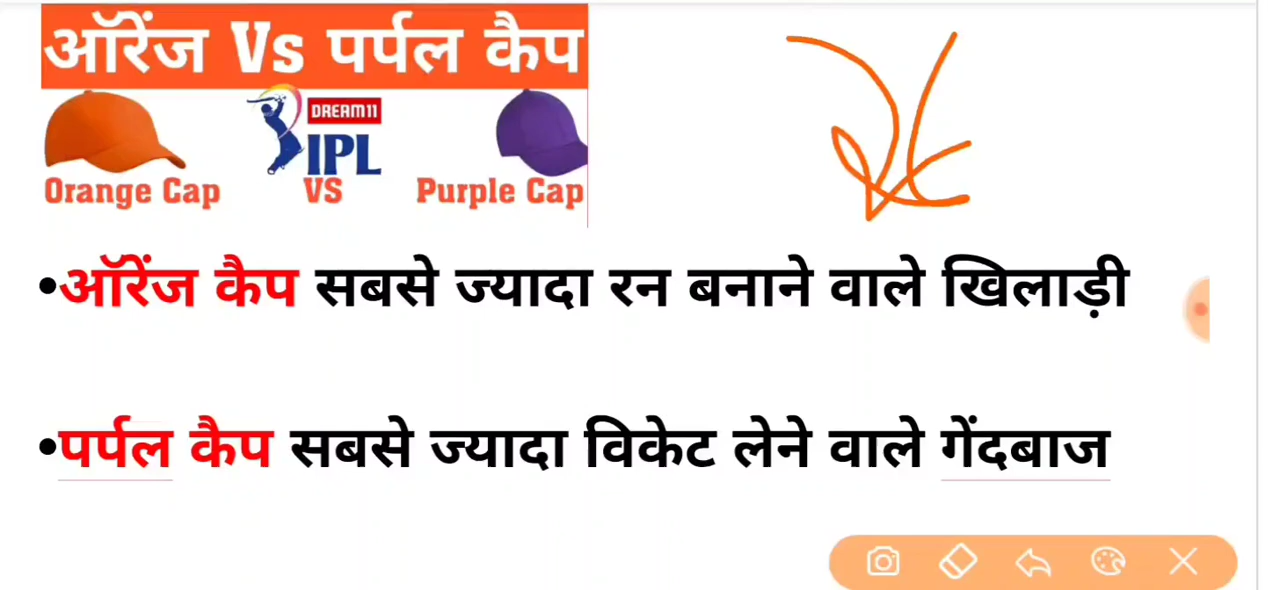 ऑरेंज Vs पर्पल कैप
DREAM11
IPL
Orange Cap VS Purple Cap
•ऑरेंज कैप सबसे ज्यादा रन बनाने वाले खिलाड़ी
•पर्पल कैप सबसे ज्यादा विकेट लेने वाले गेंदबाज